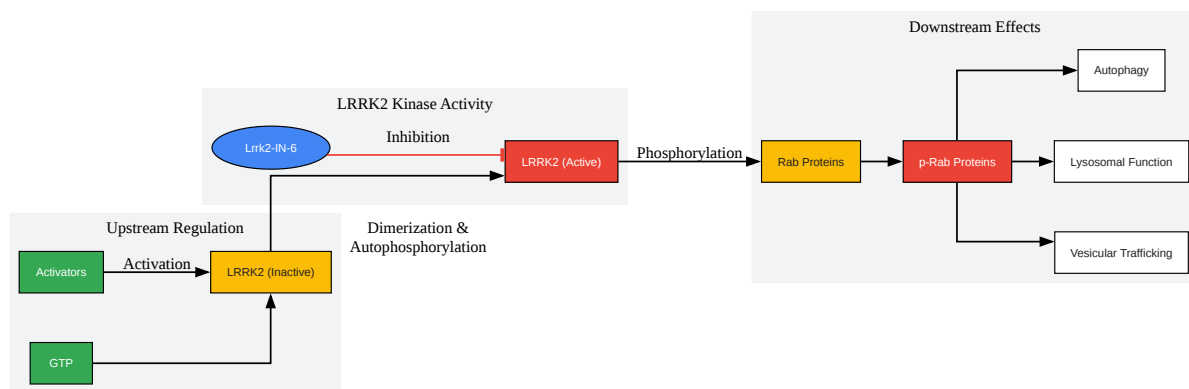 Downstream Effects
Autophagy
LRRK2 Kinase Activity
Inhibition
Lrrk2-IN-6
LRRK2 (Active)
Phosphorylation
Rab Proteins
p-Rab Proteins
Lysosomal Function
Upstream Regulation
Dimerization &
Autophosphorylation
Activators
Activation
LRRK2 (Inactive)
Vesicular Trafficking
GTP